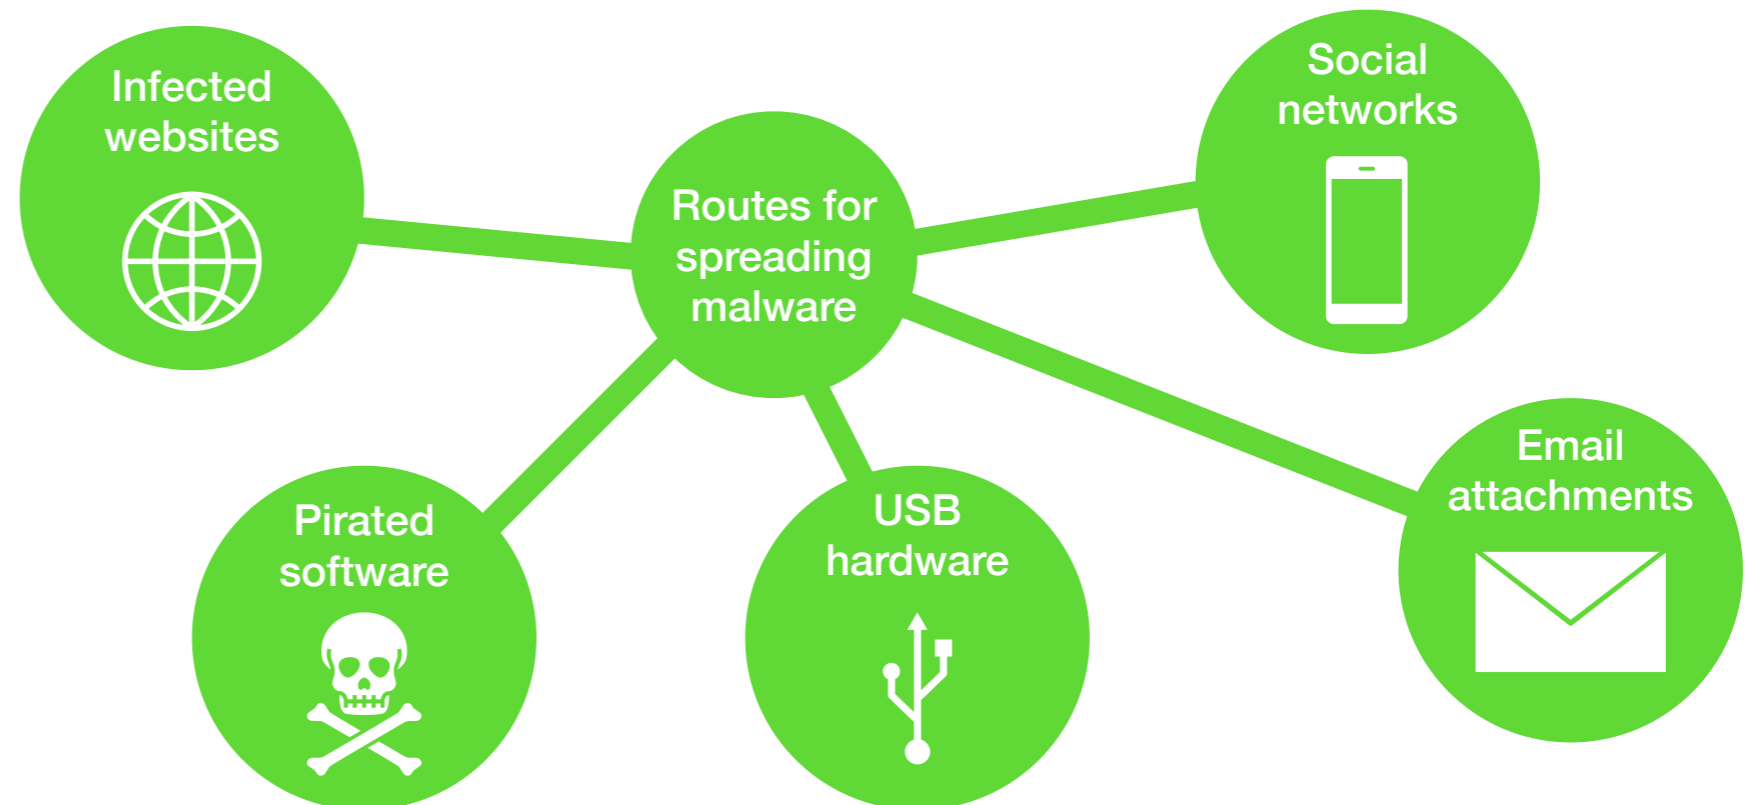 Infected
websites
Social
networks
Routes for
spreading
malware
Email
attachments
Pirated
software
USB
hardware